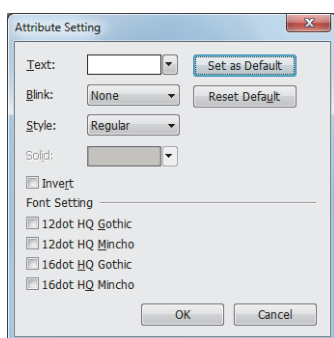 Attribute Setting
Text: Set as Default
Blink: None Reset Default
Style: Regular
Solid:
Invert
Font Setting
12dot HQ Gothic
12dot HQ Mincho
16dot HQ Gothic
16dot HQ Mincho
OK Cancel